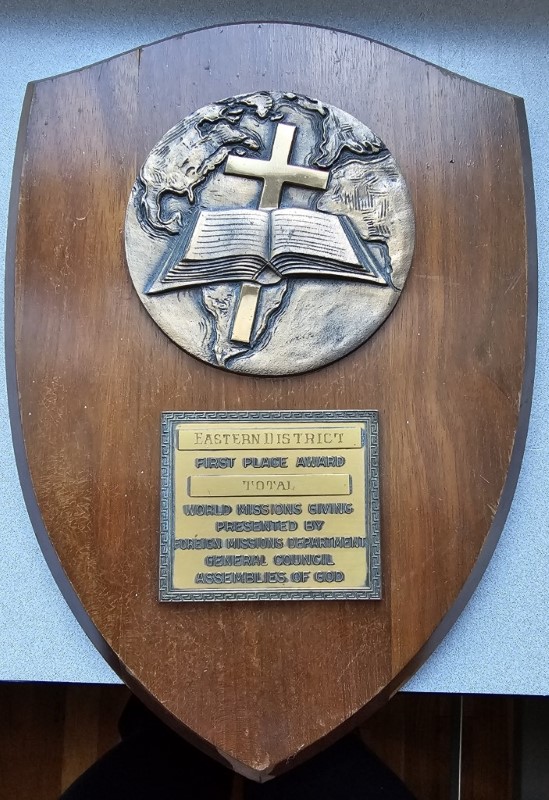 EASTERN DISTRICT
FIRST PLACE AWARD
TOTAL
WORLD MISSIONS GIVING
PRESENTED BY
FOREIGN MISSIONS DEPARTMENT
GENERAL COUNCIL
ASSEMBLIES OF GOD